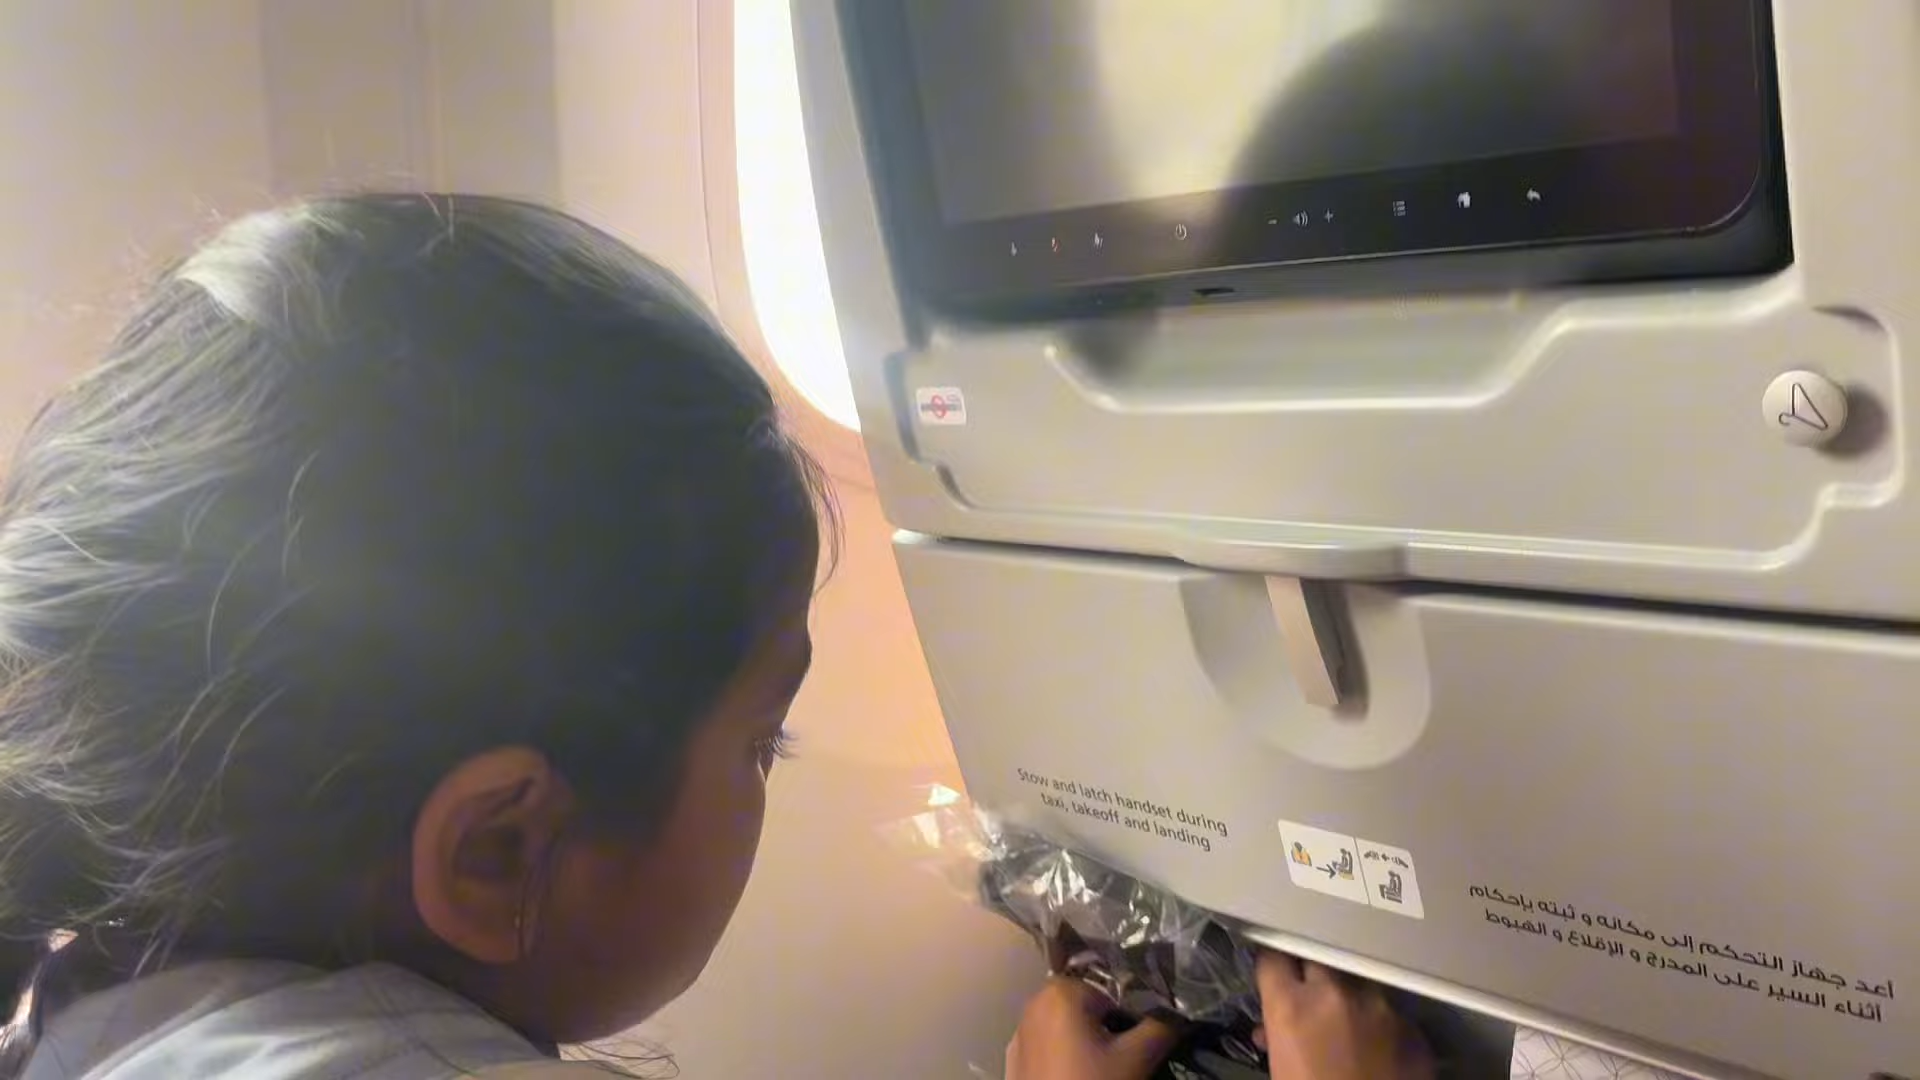 Stow and latch handset during
taxi, takeoff and landing
أعد جهاز التحكم إلى مكانه و ثبته بإحكام
أثناء السير على المدرج و الإقلاع و الهبوط